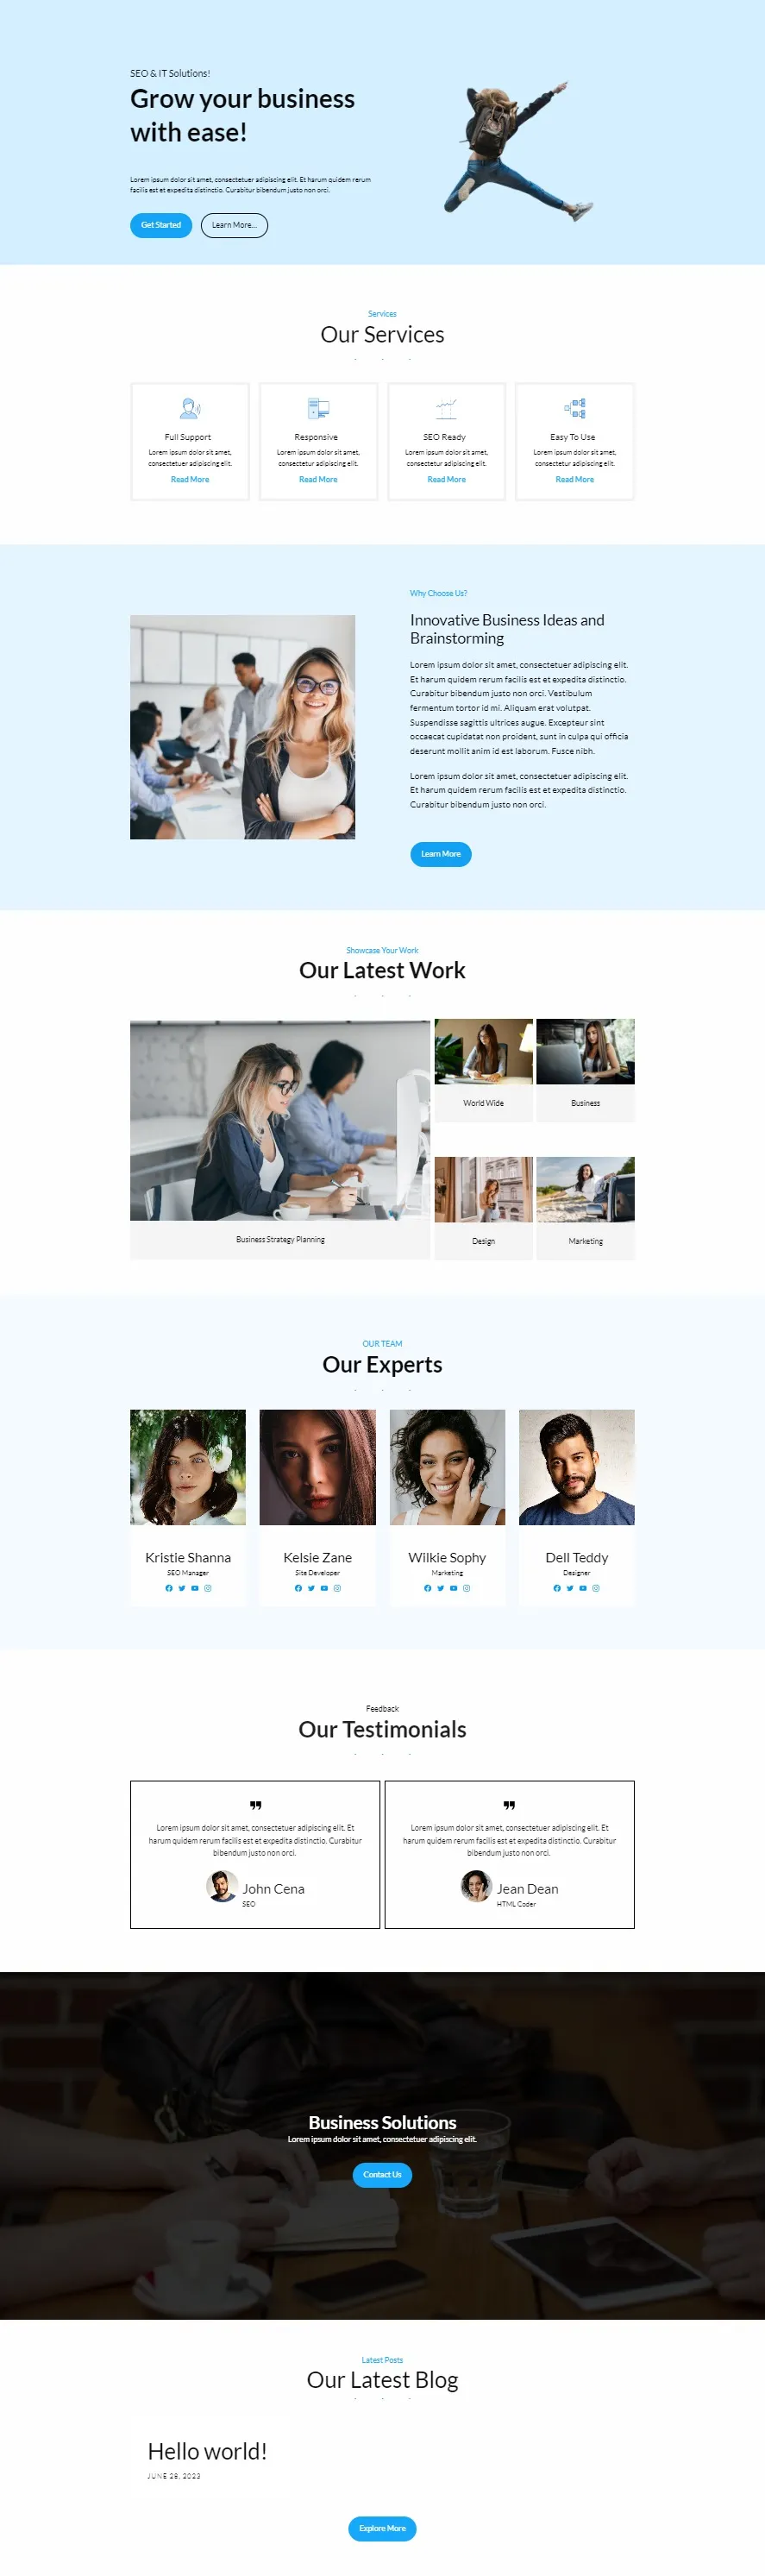 SEO & IT Solutions!
Grow your business
with ease!
Lorem ipsum dolor sit amet, consectetuer adipiscing elit. Et harum quidem rerum
facilis est et expedita distinctio. Curabitur bibendum justo non orci.
Get Started
Learn More...
Services
Our Services
Full Support
Lorem ipsum dolor sit amet,
consectetuer adipiscing elit.
Read More
Responsive
Lorem ipsum dolor sit amet,
consectetur adipiscing elit.
Read More
SEO Ready
Lorem ipsum dolor sit amet,
consectetur adipiscing elit.
Read More
Easy To Use
Lorem ipsum dolor sit amet,
consectetur adipiscing elit.
Read More
Why Choose Us?
Innovative Business Ideas and
Brainstorming
Lorem ipsum dolor sit amet, consectetuer adipiscing elit.
Et harum quidem rerum facilis est et expedita distinctio.
Curabitur bibendum justo non orci. Vestibulum
fermentum tortor id mi. Aliquam erat volutpat.
Suspendisse sagittis ultrices augue. Excepteur sint
occaecat cupidatat non proident, sunt in culpa qui officia
deserunt mollit anim id est laborum. Fusce nibh.
Lorem ipsum dolor sit amet, consectetuer adipiscing elit.
Et harum quidem rerum facilis est et expedita distinctio.
Curabitur bibendum justo non orci.
Learn More
Showcase Your Work
Our Latest Work
Business Strategy Planning
World Wide
Business
Design
Marketing
OUR TEAM
Our Experts
Kristie Shanna
SEO Manager
Kelsie Zane
Site Developer
Wilkie Sophy
Marketing
Dell Teddy
Designer
Feedback
Our Testimonials
Lorem ipsum dolor sit amet, consectetuer adipiscing elit. Et
harum quidem rerum facilis est et expedita distinctio. Curabitur
bibendum justo non orci.
John Cena
SEO
Lorem ipsum dolor sit amet, consectetuer adipiscing elit. Et
harum quidem rerum facilis est et expedita distinctio. Curabitur
bibendum justo non orci.
Jean Dean
HTML Coder
Business Solutions
Lorem ipsum dolor sit amet, consectetuer adipiscing elit.
Contact Us
Latest Posts
Our Latest Blog
Hello world!
JUNE 28, 2023
Explore More